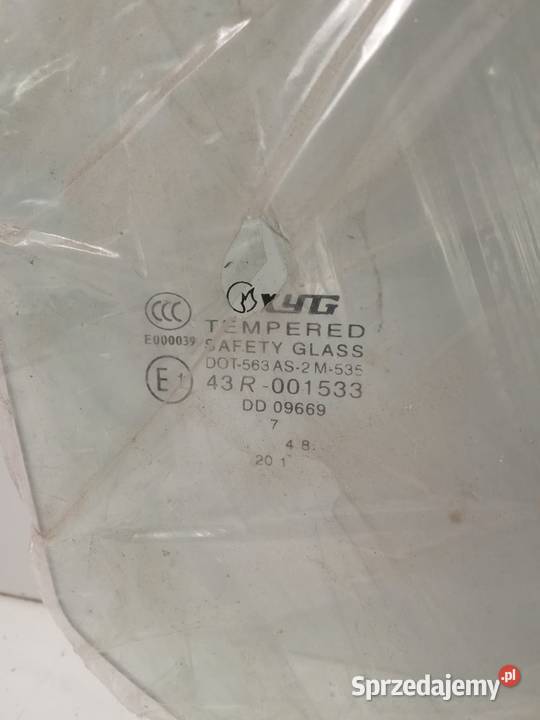 XYG
TEMPERED
CCC
E000039
SAFETY GLASS
DOT-563 AS-2 M-535
E1
43R-001533
DD 09669
7
4 8
20 1
Sprzedajemy.pl